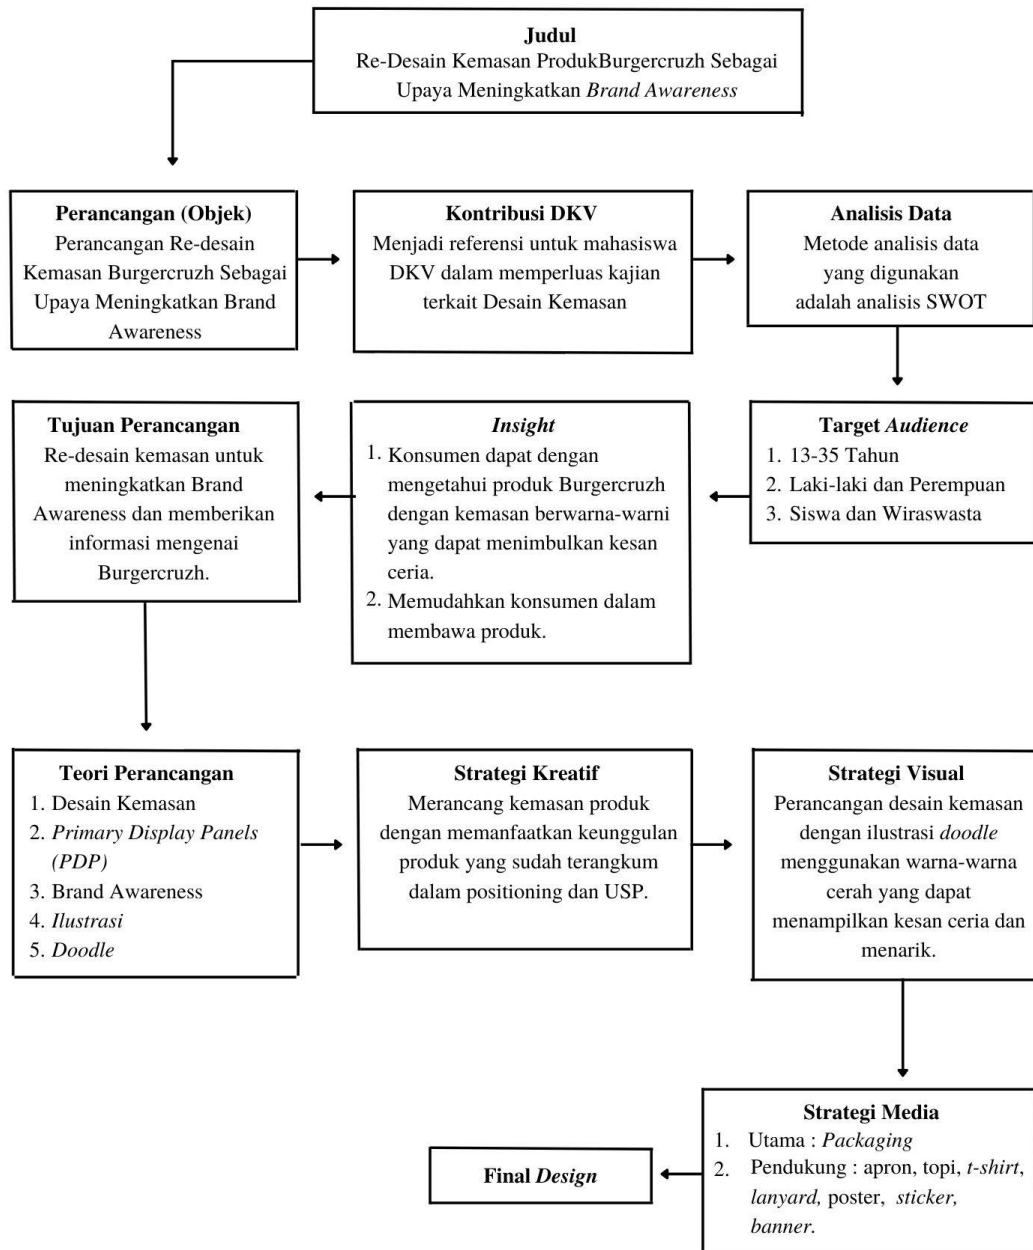 Judul
Re-Desain Kemasan ProdukBurgercruzh Sebagai
Upaya Meningkatkan Brand Awareness
Perancangan (Objek)
Perancangan Re-desain
Kemasan Burgercruzh Sebagai
Upaya Meningkatkan Brand
Awareness
Kontribusi DKV
Menjadi referensi untuk mahasiswa
DKV dalam memperluas kajian
terkait Desain Kemasan
Analisis Data
Metode analisis data
yang digunakan
adalah analisis SWOT
Target Audience
1. 13-35 Tahun
2. Laki-laki dan Perempuan
3. Siswa dan Wiraswasta
Insight
1. Konsumen dapat dengan
mengetahui produk Burgercruzh
dengan kemasan berwarna-warni
yang dapat menimbulkan kesan
ceria.
2. Memudahkan konsumen dalam
membawa produk.
Tujuan Perancangan
Re-desain kemasan untuk
meningkatkan Brand
Awareness dan memberikan
informasi mengenai
Burgercruzh.
Teori Perancangan
1. Desain Kemasan
2. Primary Display Panels
(PDP)
3. Brand Awareness
4. Ilustrasi
5. Doodle
Strategi Kreatif
Merancang kemasan produk
dengan memanfaatkan keunggulan
produk yang sudah terangkum
dalam positioning dan USP.
Strategi Visual
Perancangan desain kemasan
dengan ilustrasi doodle
menggunakan warna-warna
cerah yang dapat
menampilkan kesan ceria dan
menarik.
Strategi Media
1. Utama : Packaging
2. Pendukung : apron, topi, t-shirt,
lanyard, poster, sticker,
banner.
Final Design